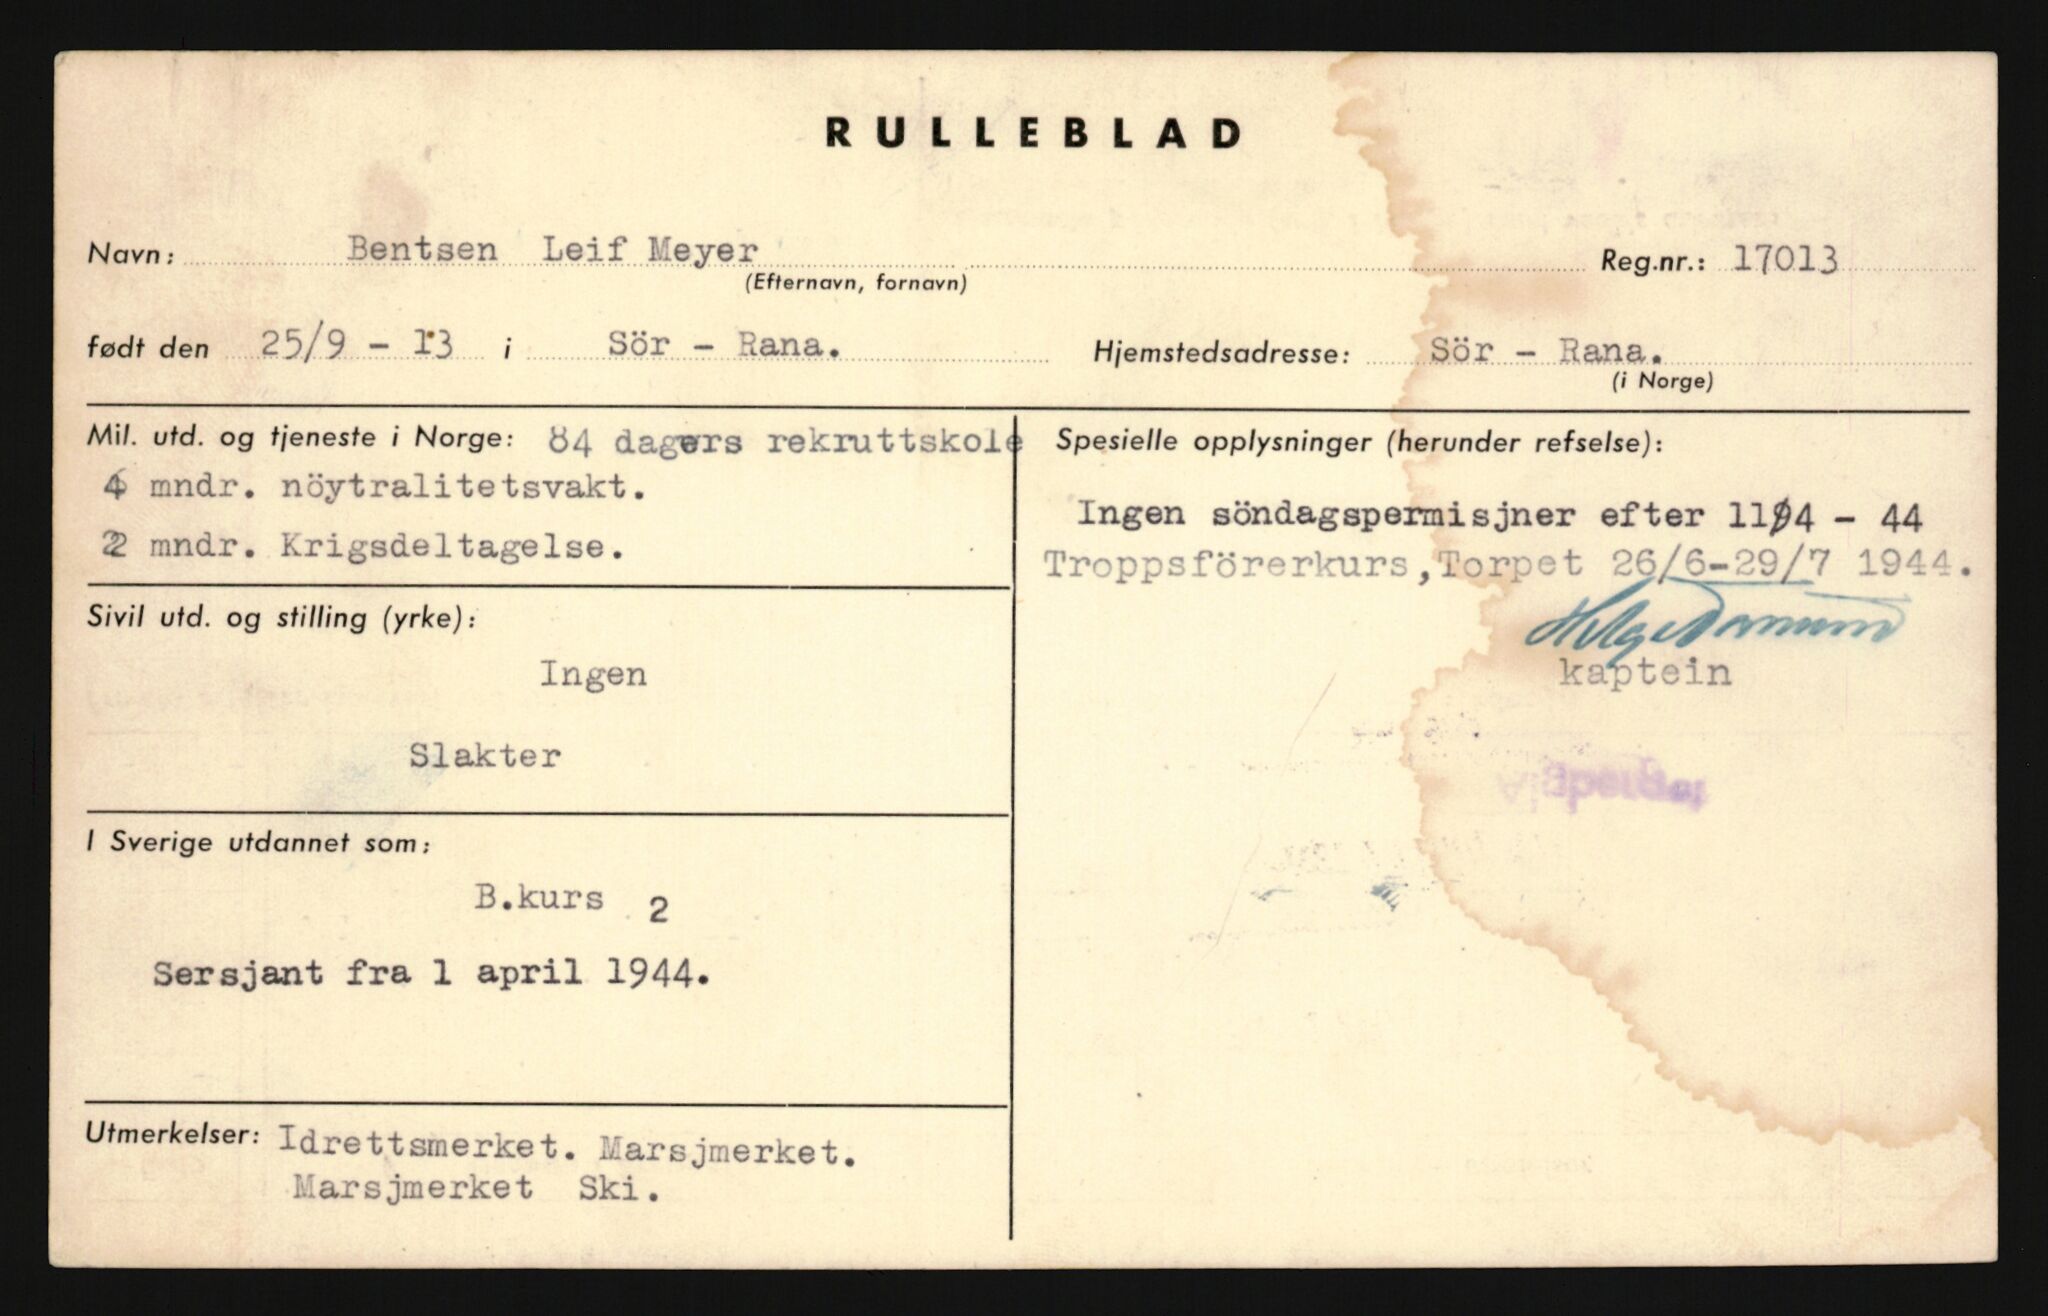 RULLEBLAD
Navn: Bentsen Leif Meyer Reg.nr.: 17013
(Efternavn, fornavn)
født den 25/9 - 13 i Sör - Rana. Hjemstedsadresse: Sör - Rana.
(i Norge)
Mil. utd. og tjeneste i Norge: 84 dagers rekruttskole
mndr. nöytralitetsvakt.
2 mndr. Krigsdeltagelse.
Sivil utd. og stilling (yrke):
Ingen
Slakter
I Sverige utdannet som:
B.kurs 2
Sersjant fra 1 april 1944.
Utmerkelser: Idrettsmerket. Marsjmerket.
Marsjmerket Ski.
Spesielle opplysninger (herunder refselse):
Ingen söndagspermisjner efter 11/4 - 44
Troppsförerkurs, Torpet 26/6-29/7 1944.
kaptein